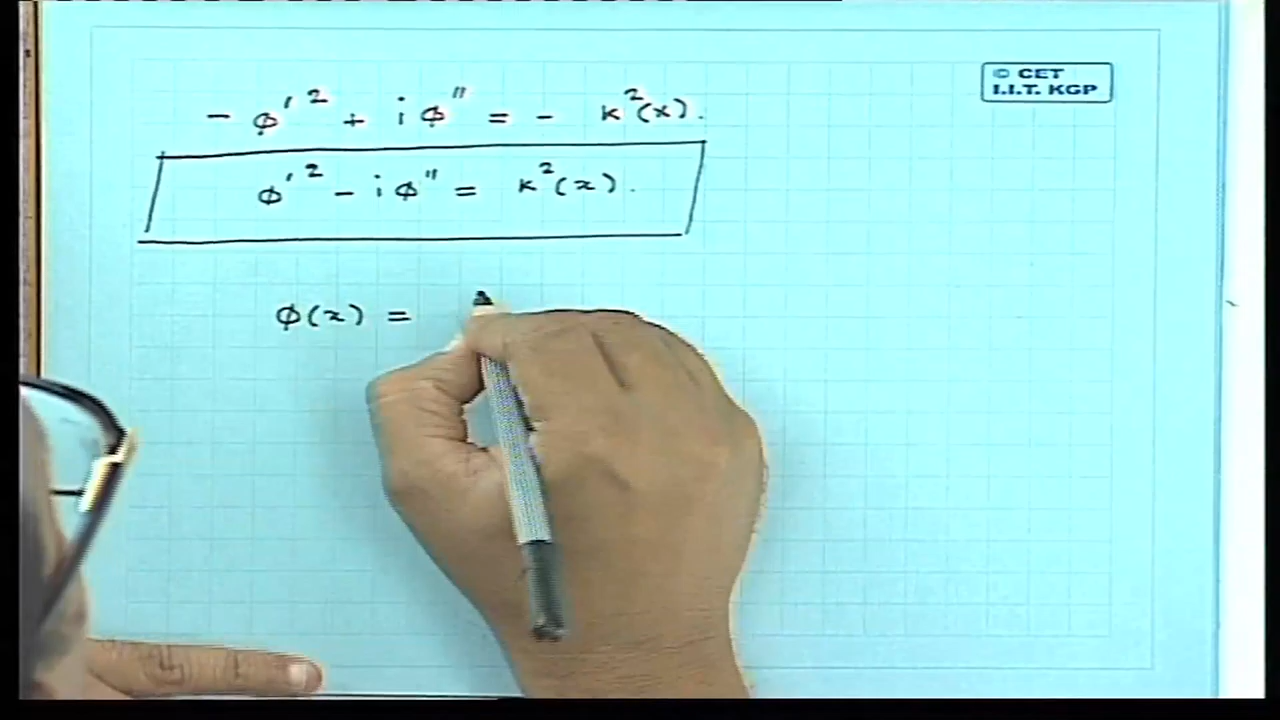 © CET
I.I.T. KGP
- ϕ'² + i ϕ" = - k²(x).
ϕ'² - i ϕ" = k²(x).
ϕ(x) =